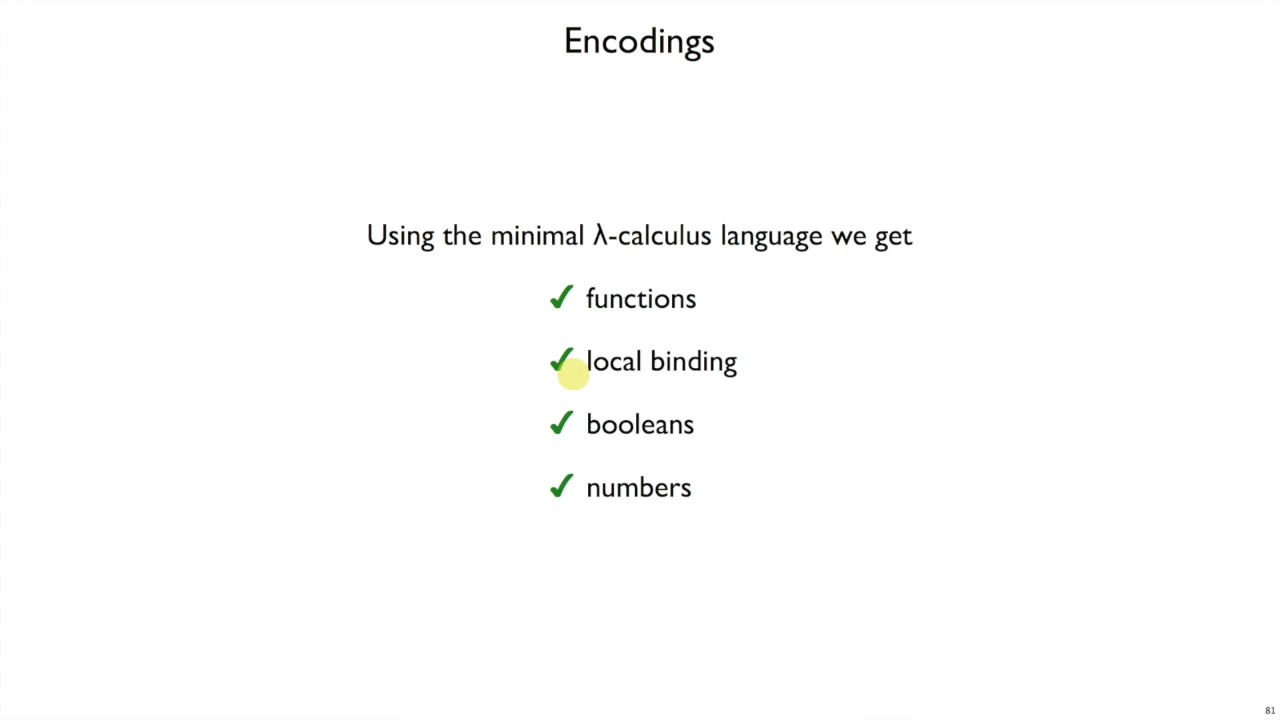 Encodings
Using the minimal λ-calculus language we get
✓ functions
✓ local binding
✓ booleans
✓ numbers
81